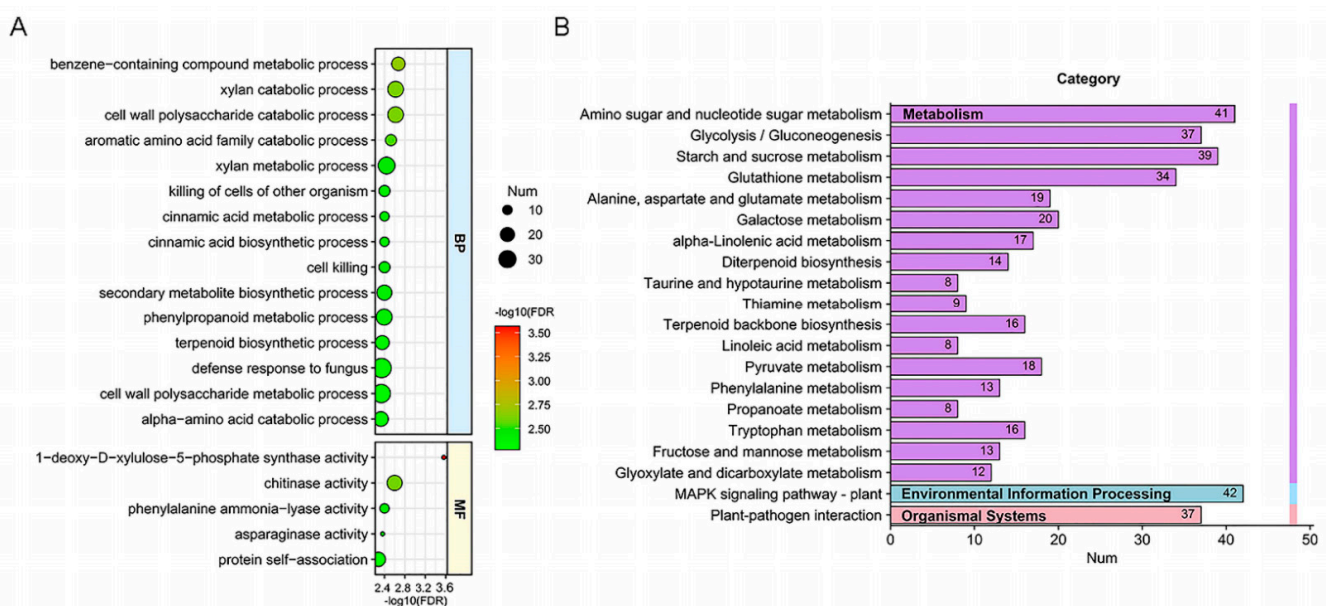 A
benzene-containing compound metabolic process
xylan catabolic process
cell wall polysaccharide catabolic process
aromatic amino acid family catabolic process
xylan metabolic process
killing of cells of other organism
cinnamic acid metabolic process
cinnamic acid biosynthetic process
cell killing
secondary metabolite biosynthetic process
phenylpropanoid metabolic process
terpenoid biosynthetic process
defense response to fungus
cell wall polysaccharide metabolic process
alpha-amino acid catabolic process
BP
1-deoxy-D-xylulose-5-phosphate synthase activity
chitinase activity
phenylalanine ammonia-lyase activity
asparaginase activity
protein self-association
MF
2.4 2.8 3.2 3.6
-log10(FDR)
Num
10
20
30
-log10(FDR
3.50
3.25
3.00
2.75
2.50
B
Category
Amino sugar and nucleotide sugar metabolism Metabolism 41
Glycolysis / Gluconeogenesis 37
Starch and sucrose metabolism 39
Glutathione metabolism 34
Alanine, aspartate and glutamate metabolism 19
Galactose metabolism 20
alpha-Linolenic acid metabolism 17
Diterpenoid biosynthesis 14
Taurine and hypotaurine metabolism 8
Thiamine metabolism 9
Terpenoid backbone biosynthesis 16
Linoleic acid metabolism 8
Pyruvate metabolism 18
Phenylalanine metabolism 13
Propanoate metabolism 8
Tryptophan metabolism 16
Fructose and mannose metabolism 13
Glyoxylate and dicarboxylate metabolism 12
MAPK signaling pathway - plant Environmental Information Processing 42
Plant-pathogen interaction Organismal Systems 37
0 10 20 30 40 50
Num